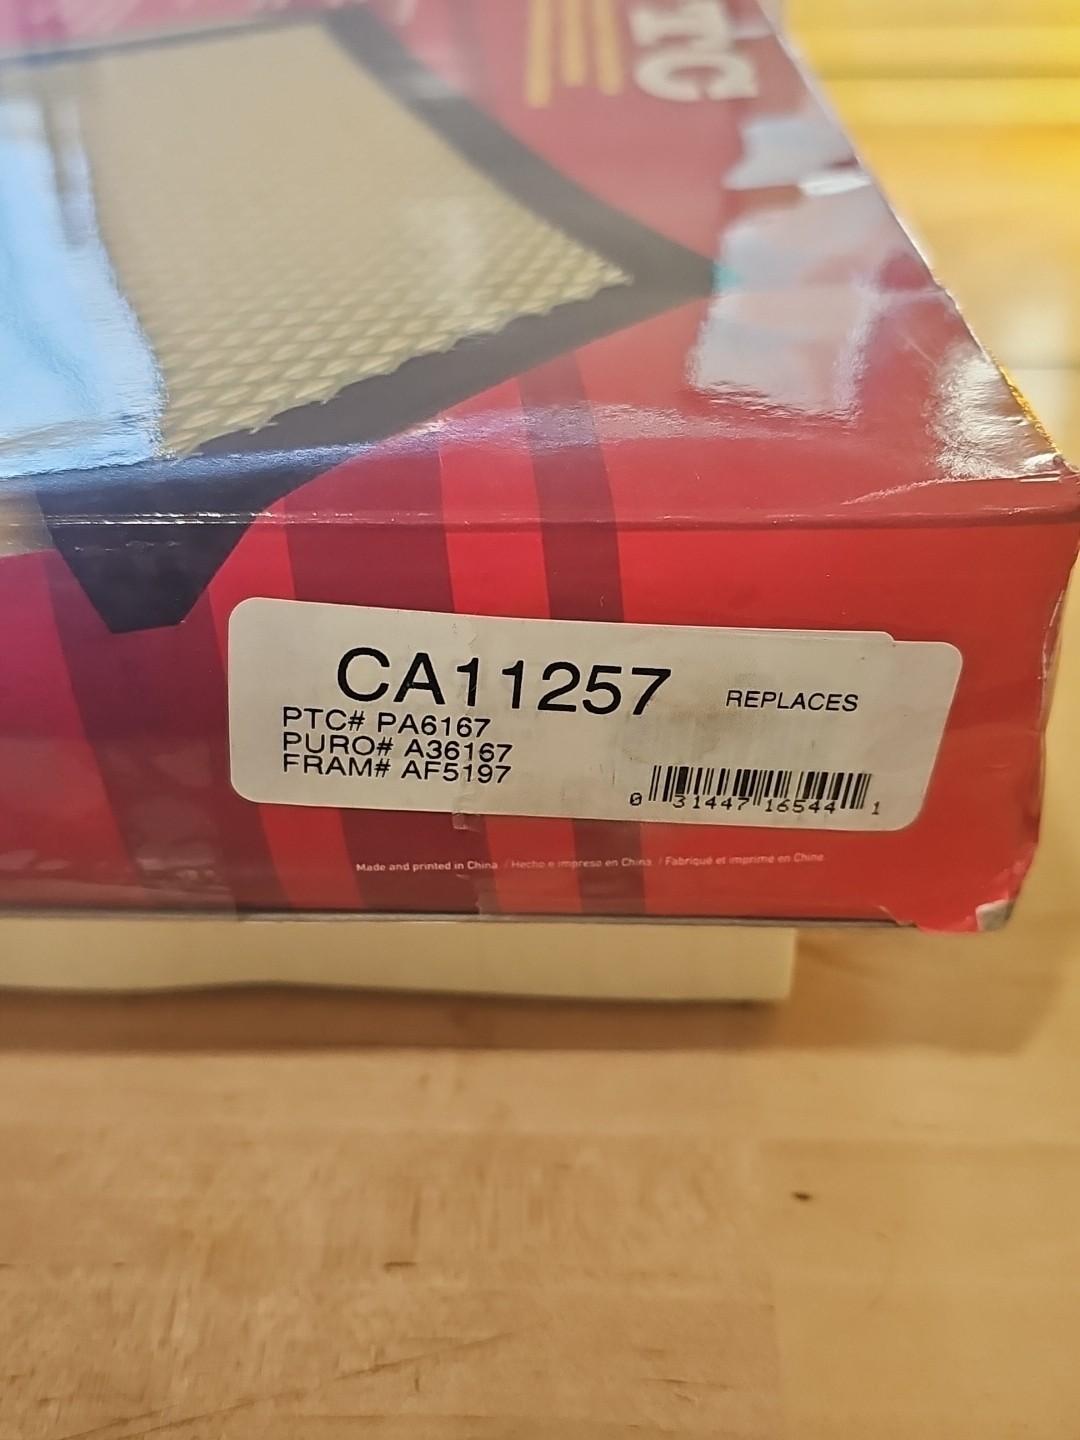 TC
CA11257 REPLACES
PTC# PA6167
PURO# A36167
FRAM# AF5197
0 31447 16544 1
Made and printed in China / Hecho e impreso en China / Fabriqué et imprimé en Chine